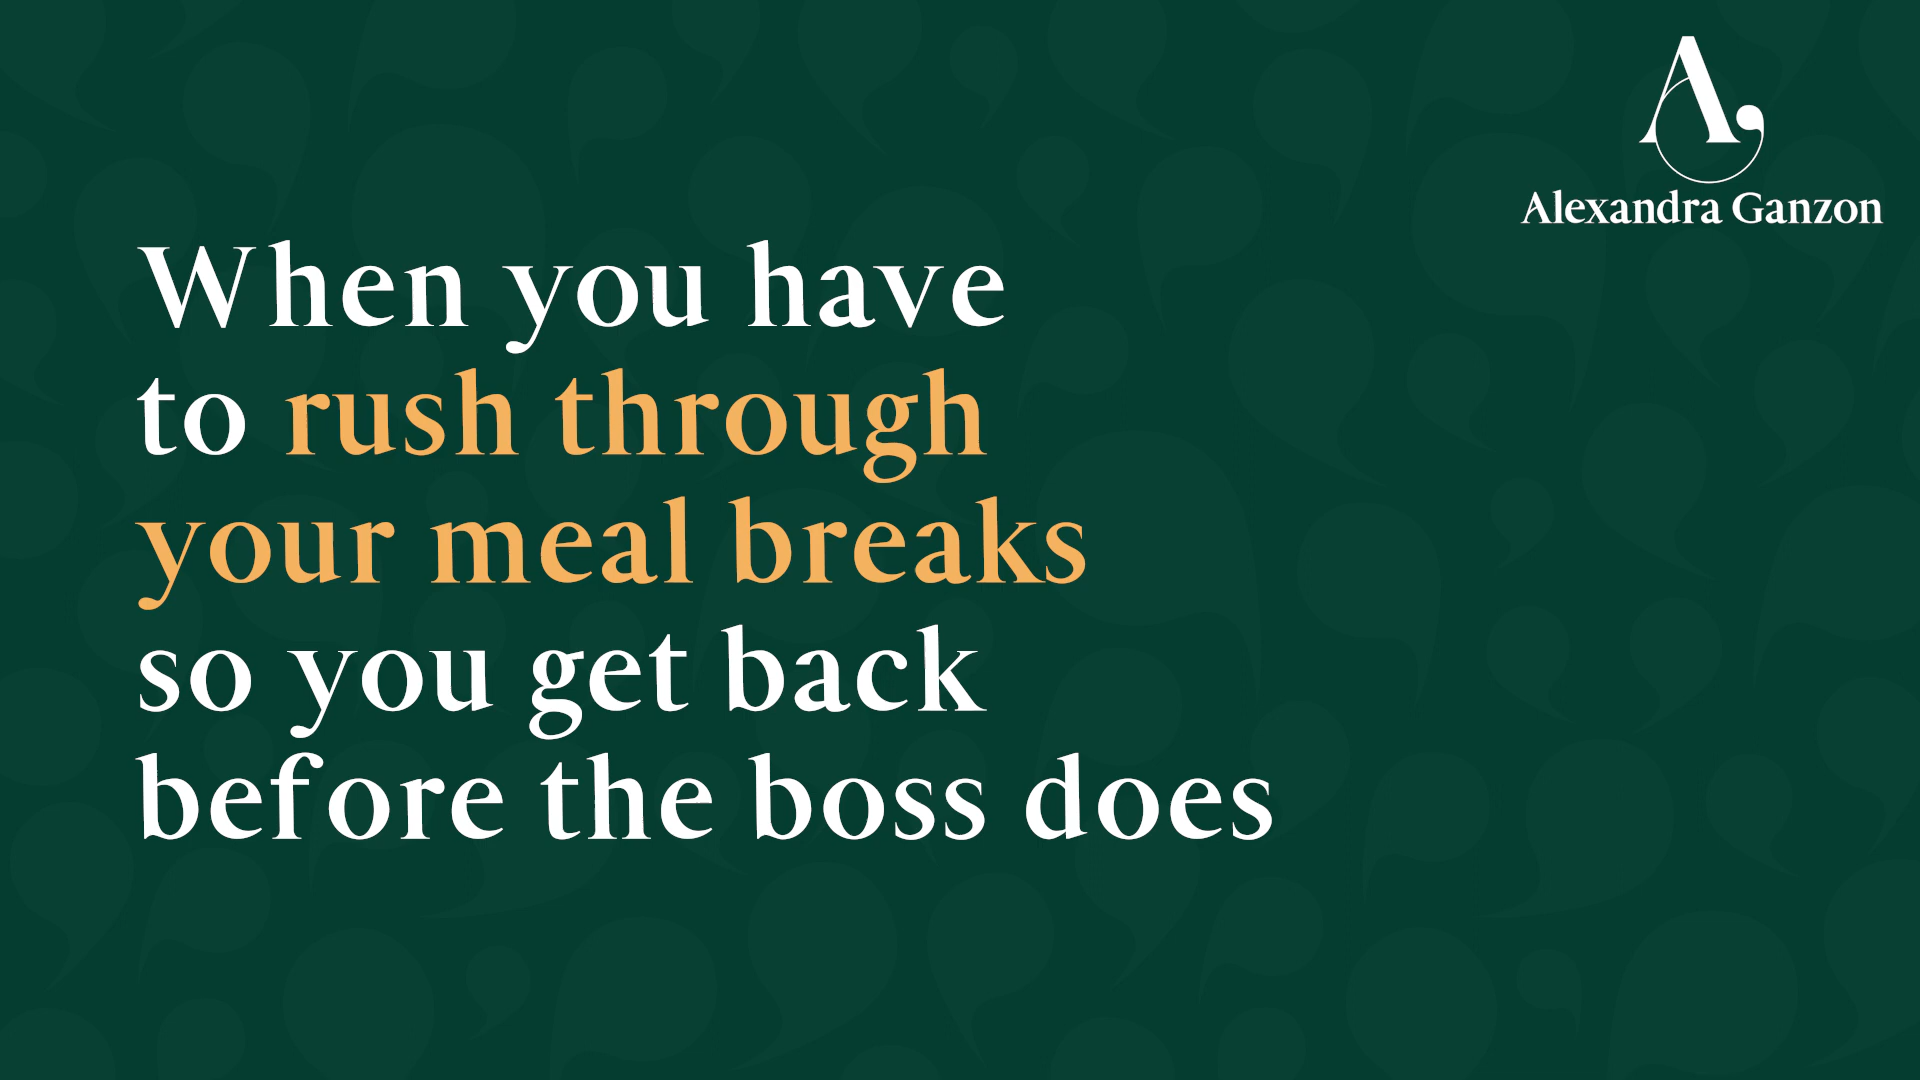 Alexandra Ganzon
When you have
to rush through
your meal breaks
so you get back
before the boss does